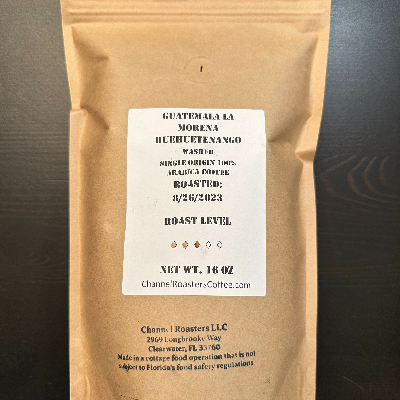 GUATEMALA LA
MORENA
HUEHUETENANGO
WASHED
SINGLE ORIGIN 100%
ARABICA COFFEE
ROASTED:
8/26/2023
ROAST LEVEL
NET WT. 16 OZ
ChannelRoastersCoffee.com
Channel Roasters LLC
2969 Longbrooke Way
Clearwater, FL 33760
Made in a cottage food operation that is not
subject to Florida's food safety regulations